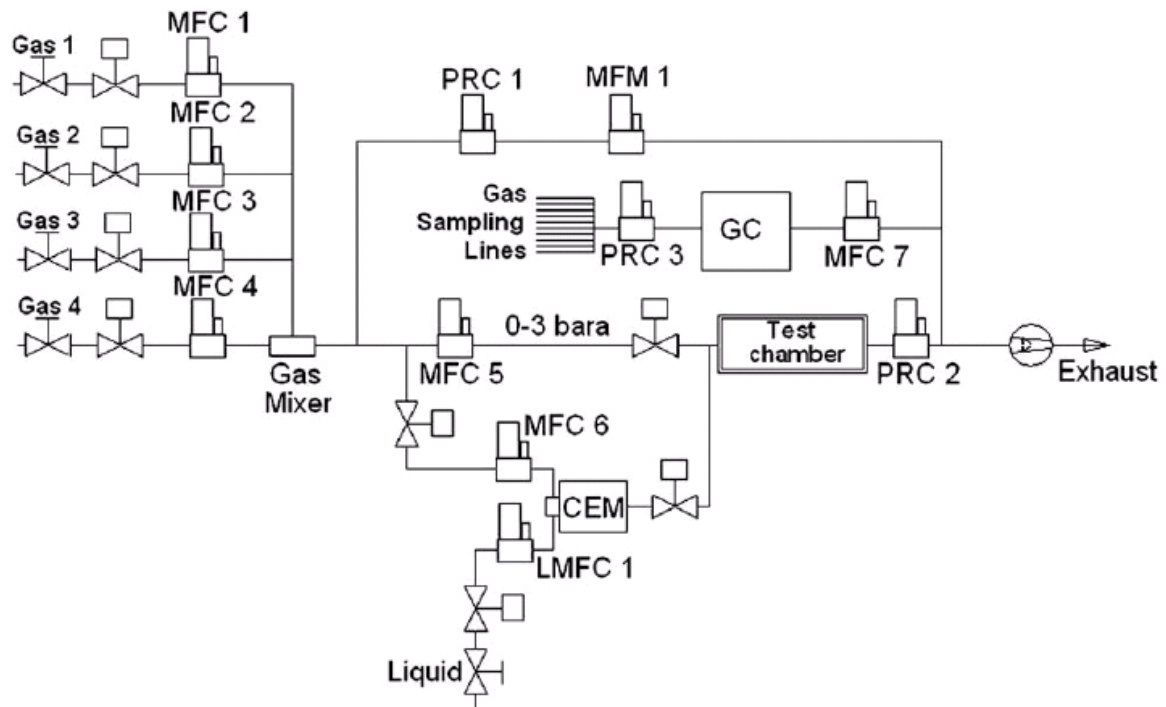 MFC 1
Gas 1
PRC 1
MFM 1
MFC 2
Gas 2
MFC 3
Gas
Sampling
Lines
PRC 3
GC
MFC 7
Gas 3
MFC 4
Gas 4
Gas
Mixer
MFC 5
0-3 bara
Test
chamber
PRC 2
Exhaust
MFC 6
CEM
LMFC 1
Liquid